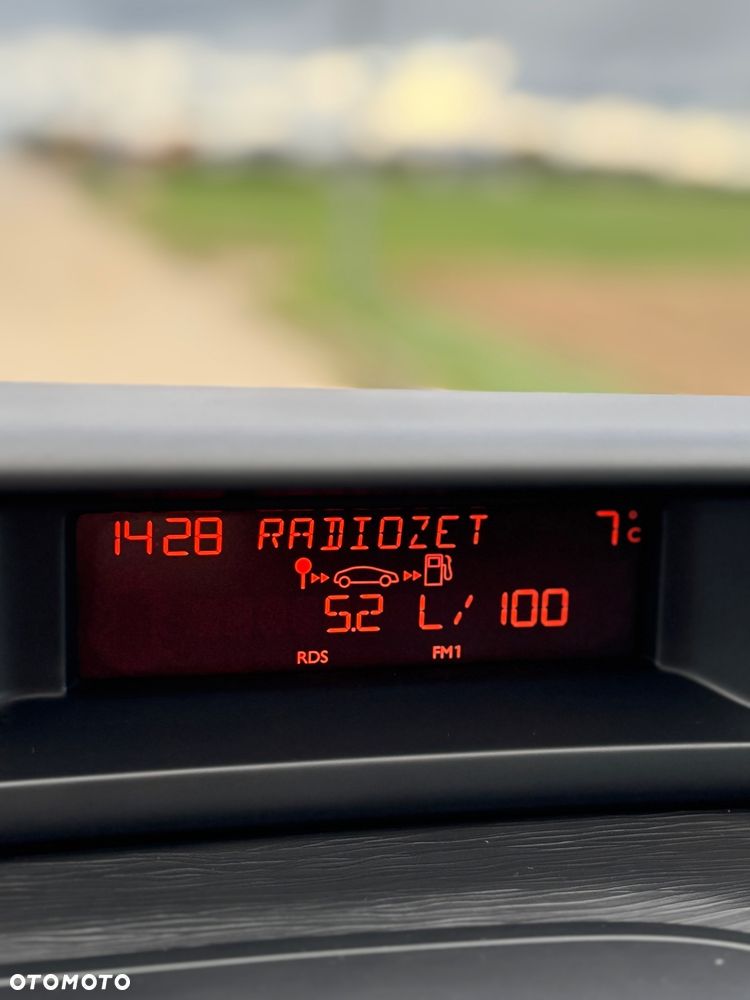 1428 RADIOZET 7°C
5.2 L/100
RDS FM1
OTOMOTO